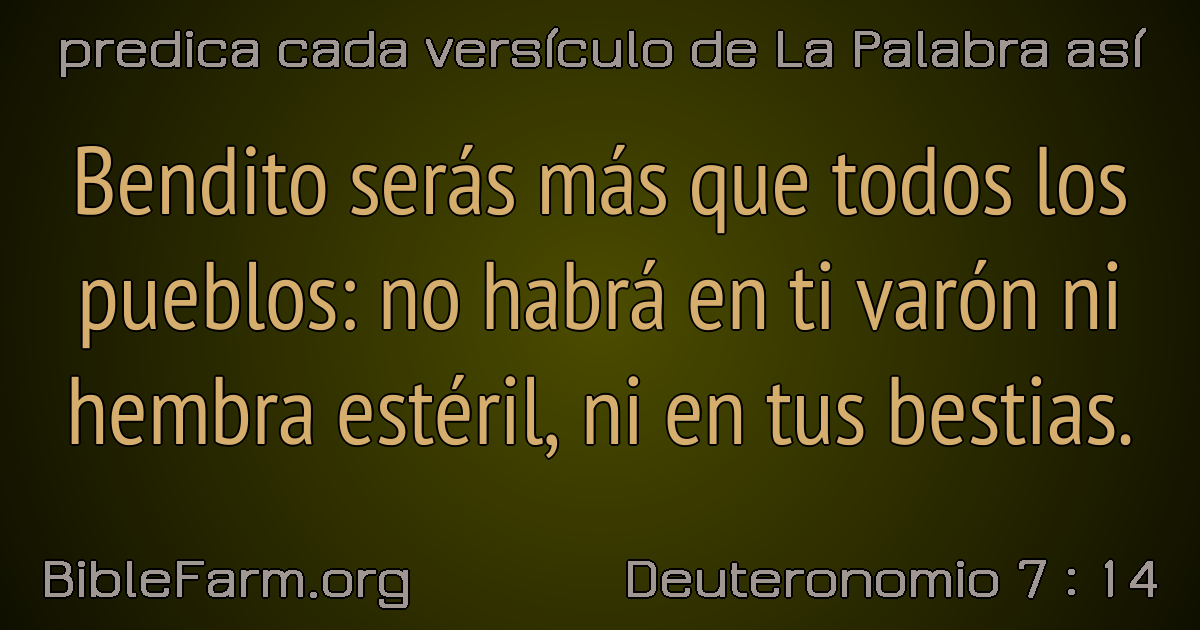 predica cada versículo de La Palabra así
Bendito serás más que todos los
pueblos: no habrá en ti varón ni
hembra estéril, ni en tus bestias.
BibleFarm.org
Deuteronomio 7 : 14